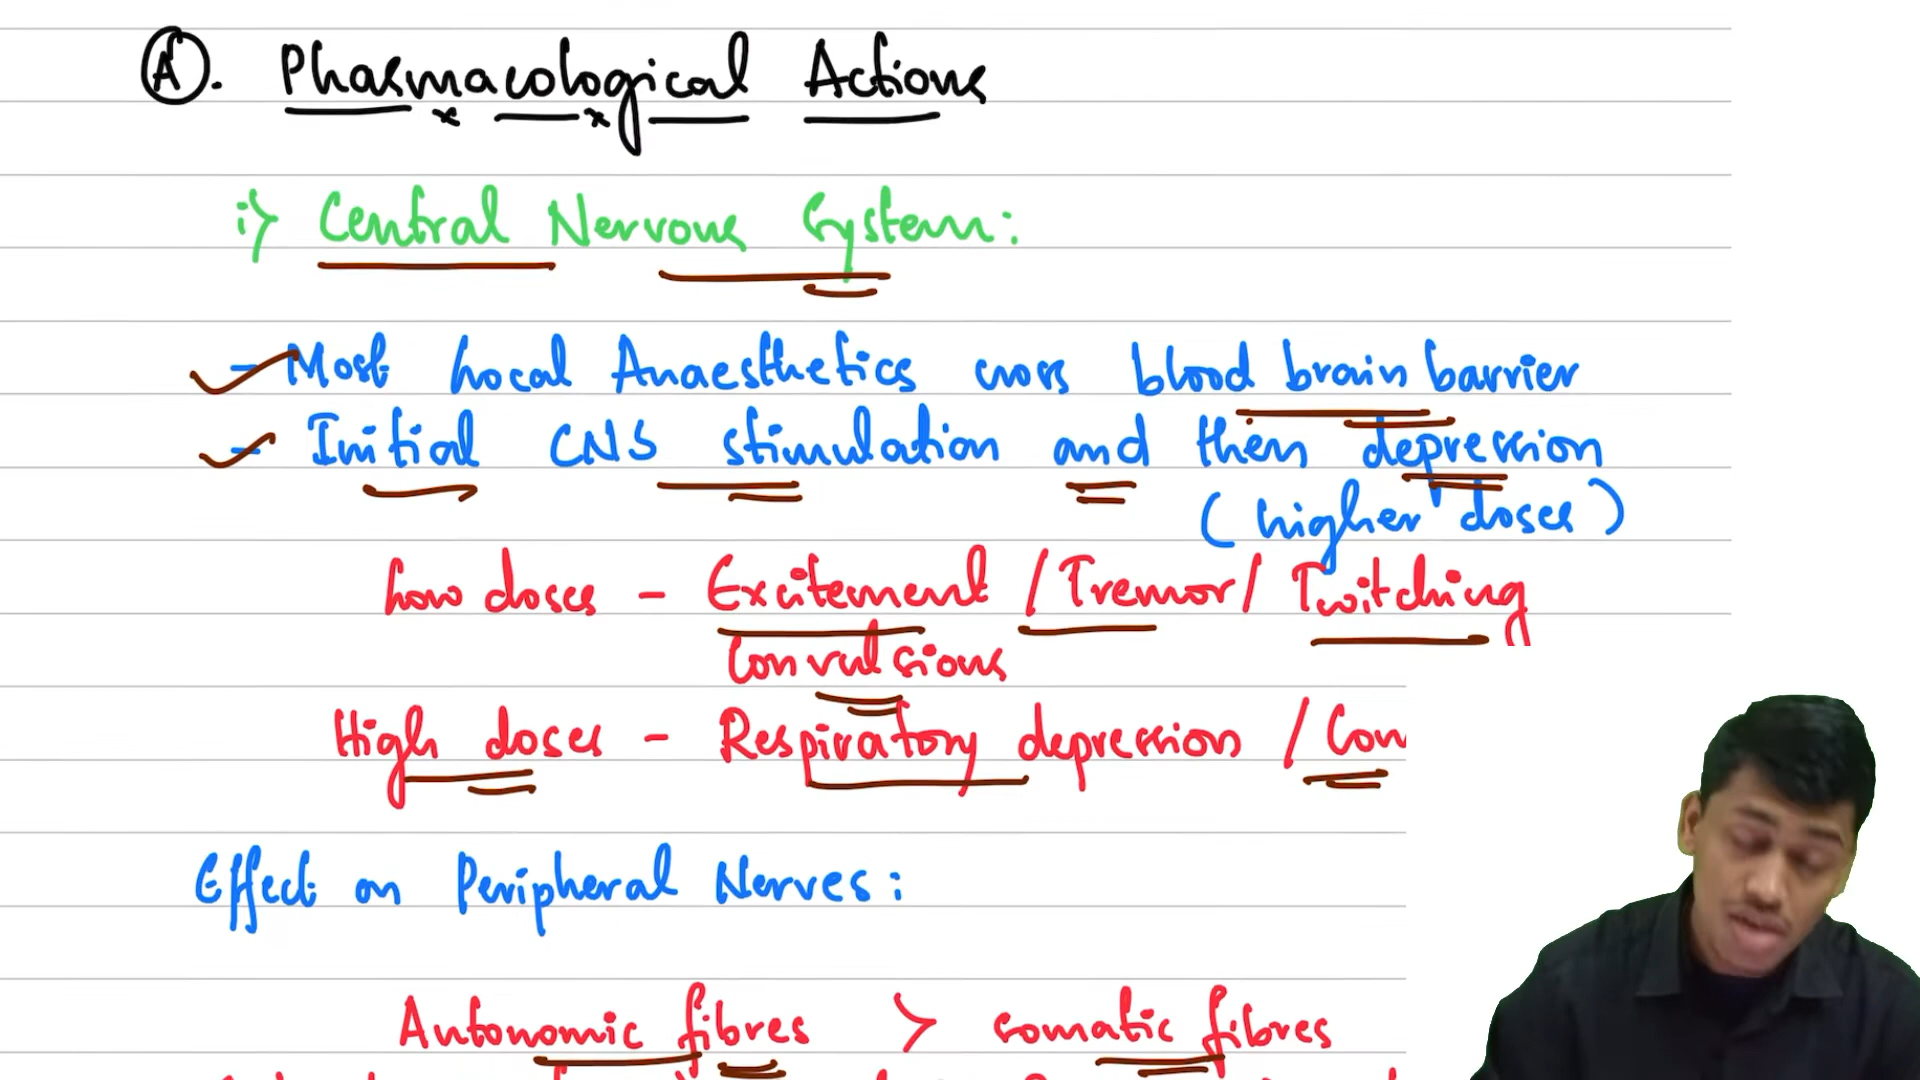 A. Pharmacological Actions
i) Central Nervous System:
- Most Local Anaesthetics cross blood brain barrier
- Initial CNS stimulation and then depression
(higher doses)
Low doses - Excitement / Tremor / Twitching
Convulsions
High doses - Respiratory depression /
Effect on Peripheral Nerves:
Autonomic fibres > somatic fibres